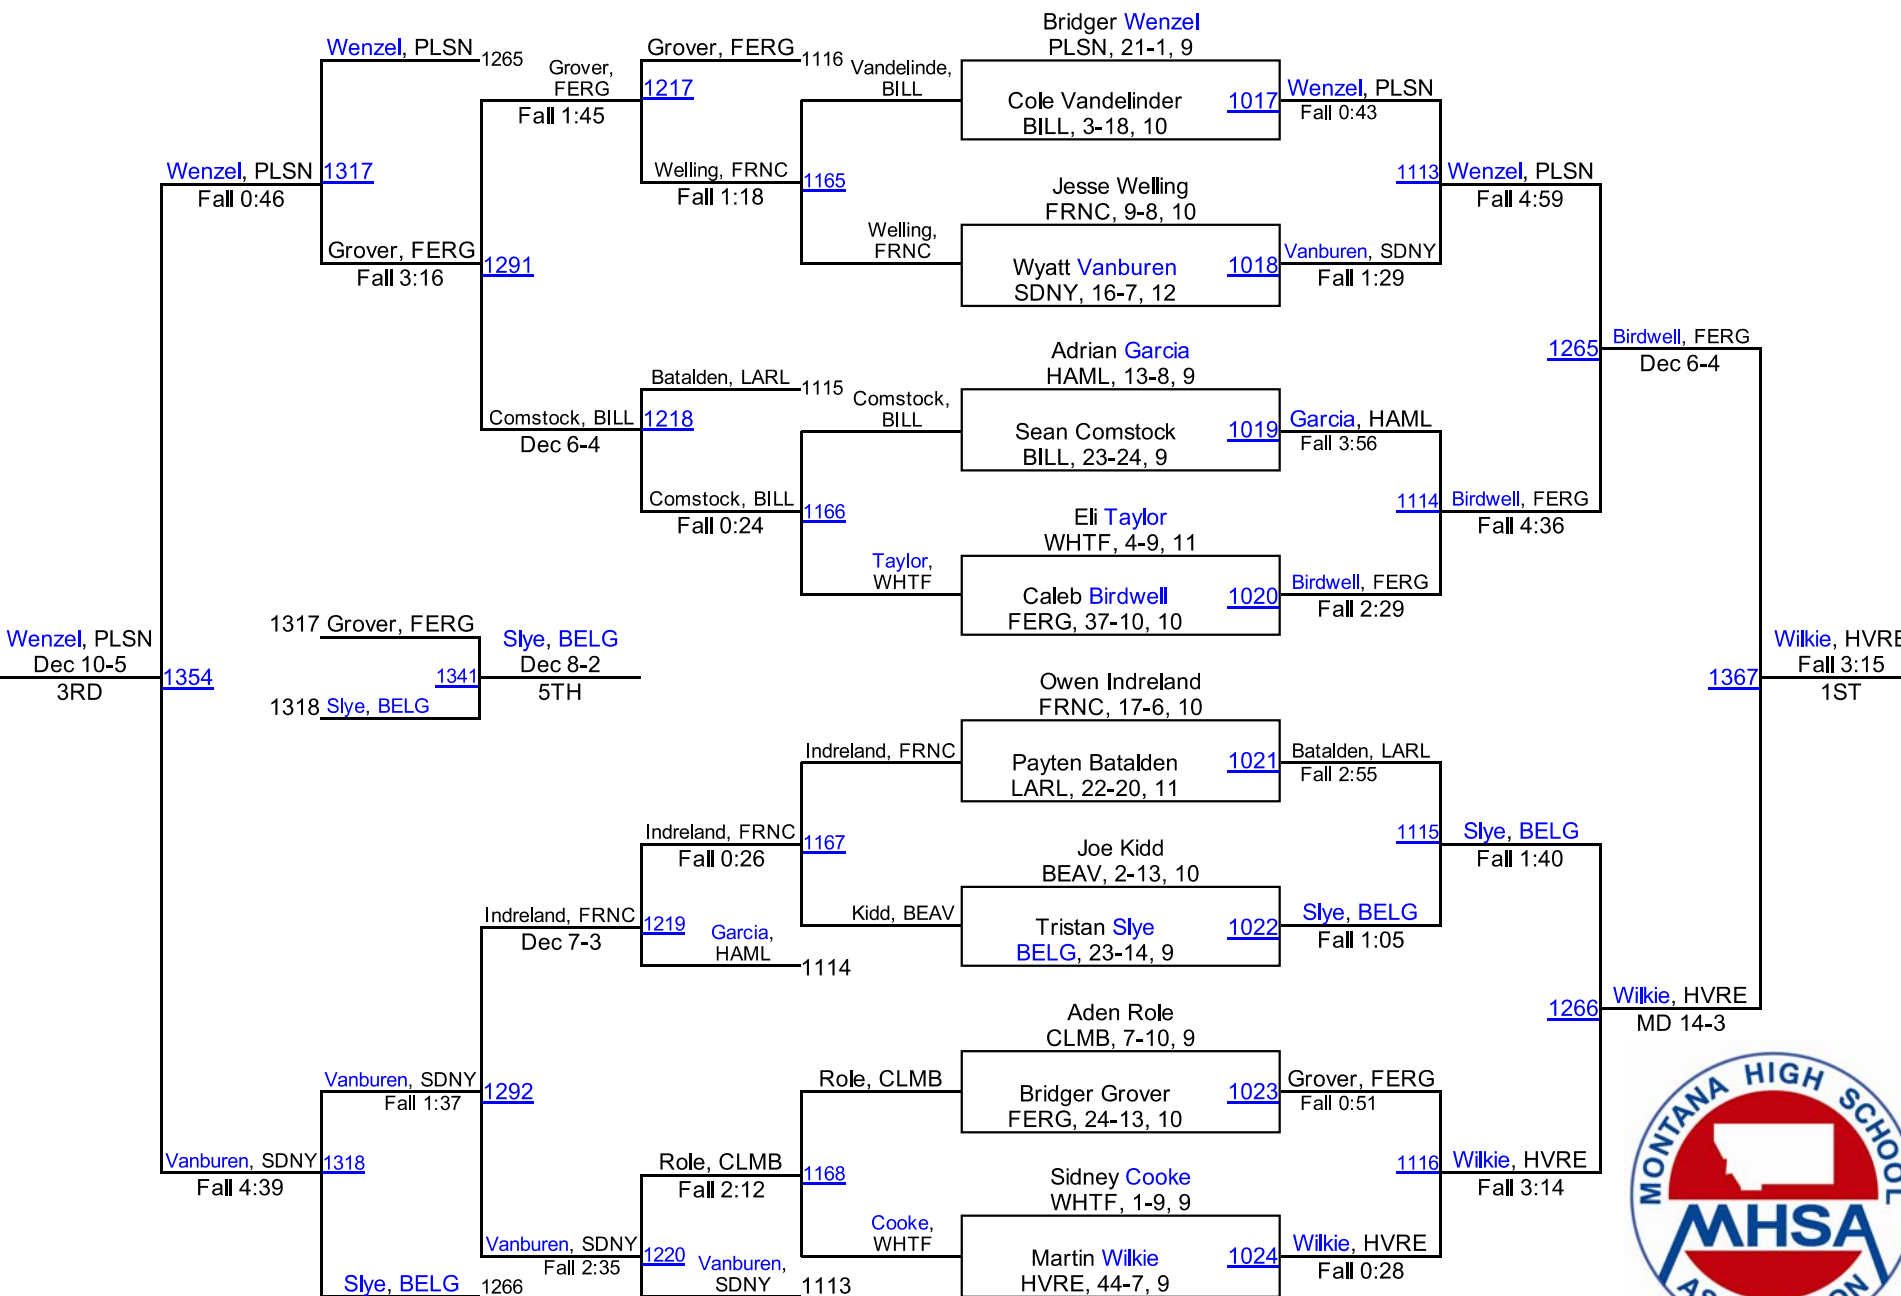 Bridger Wenzel
PLSN, 21-1, 9
Wenzel, PLSN 1265
Grover, FERG 1116
Grover,
FERG
1217
Fall 1:45
Vandelinde,
BILL
Cole Vandelinder
BILL, 3-18, 10
1017
Wenzel, PLSN
Fall 0:43
Wenzel, PLSN 1317
Fall 0:46
Welling, FRNC
Fall 1:18
1165
1113 Wenzel, PLSN
Fall 4:59
Jesse Welling
FRNC, 9-8, 10
Grover, FERG
Fall 3:16
1291
Welling,
FRNC
Wyatt Vanburen
SDNY, 16-7, 12
1018
Vanburen, SDNY
Fall 1:29
Adrian Garcia
HAML, 13-8, 9
1265
Birdwell, FERG
Dec 6-4
Batalden, LARL 1115
Comstock, BILL 1218
Dec 6-4
Comstock,
BILL
Sean Comstock
BILL, 23-24, 9
1019
Garcia, HAML
Fall 3:56
Comstock, BILL
Fall 0:24
1166
1114 Birdwell, FERG
Fall 4:36
Eli Taylor
WHTF, 4-9, 11
Taylor,
WHTF
Caleb Birdwell
FERG, 37-10, 10
1020
Birdwell, FERG
Fall 2:29
Wenzel, PLSN
Dec 10-5
3RD
1354
1317 Grover, FERG
1341
1318 Slye, BELG
Slye, BELG
Dec 8-2
5TH
1367
Wilkie, HVRE
Fall 3:15
1ST
Owen Indreland
FRNC, 17-6, 10
Indreland, FRNC
Payten Batalden
LARL, 22-20, 11
1021
Batalden, LARL
Fall 2:55
Indreland, FRNC
Fall 0:26
1167
1115 Slye, BELG
Fall 1:40
Joe Kidd
BEAV, 2-13, 10
Indreland, FRNC
Dec 7-3
1219
Garcia,
HAML
1114
Kidd, BEAV
Tristan Slye
BELG, 23-14, 9
1022
Slye, BELG
Fall 1:05
Aden Role
CLMB, 7-10, 9
1266
Wilkie, HVRE
MD 14-3
Vanburen, SDNY
Fall 1:37
1292
Role, CLMB
Bridger Grover
FERG, 24-13, 10
1023
Grover, FERG
Fall 0:51
Vanburen, SDNY 1318
Fall 4:39
Role, CLMB
Fall 2:12
1168
1116 Wilkie, HVRE
Fall 3:14
Sidney Cooke
WHTF, 1-9, 9
Vanburen, SDNY
Fall 2:35
1220
Vanburen,
SDNY
1113
Cooke,
WHTF
Martin Wilkie
HVRE, 44-7, 9
1024
Wilkie, HVRE
Fall 0:28
Slye, BELG 1266
MONTANA HIGH SCHOOL
MHSA